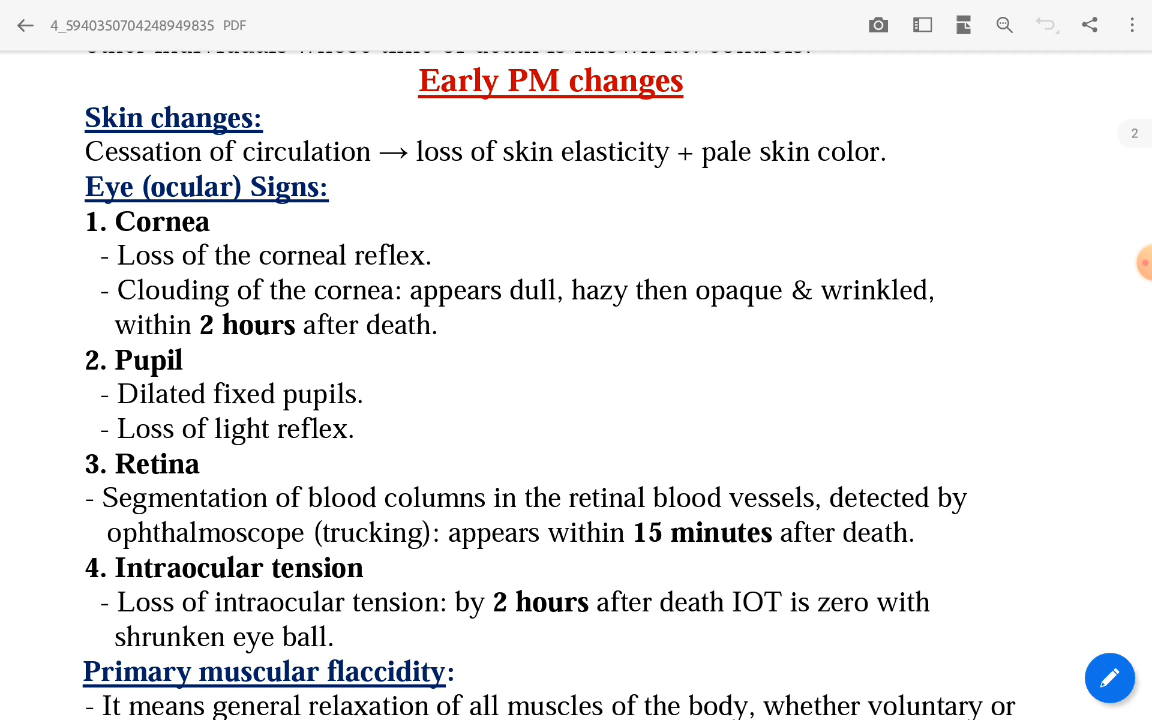 4_5940350704248949835 PDF
Early PM changes
Skin changes:
2
Cessation of circulation → loss of skin elasticity + pale skin color.
Eye (ocular) Signs:
1. Cornea
- Loss of the corneal reflex.
- Clouding of the cornea: appears dull, hazy then opaque & wrinkled,
within 2 hours after death.
2. Pupil
- Dilated fixed pupils.
- Loss of light reflex.
3. Retina
- Segmentation of blood columns in the retinal blood vessels, detected by
ophthalmoscope (trucking): appears within 15 minutes after death.
4. Intraocular tension
- Loss of intraocular tension: by 2 hours after death IOT is zero with
shrunken eye ball.
Primary muscular flaccidity:
- It means general relaxation of all muscles of the body, whether voluntary or